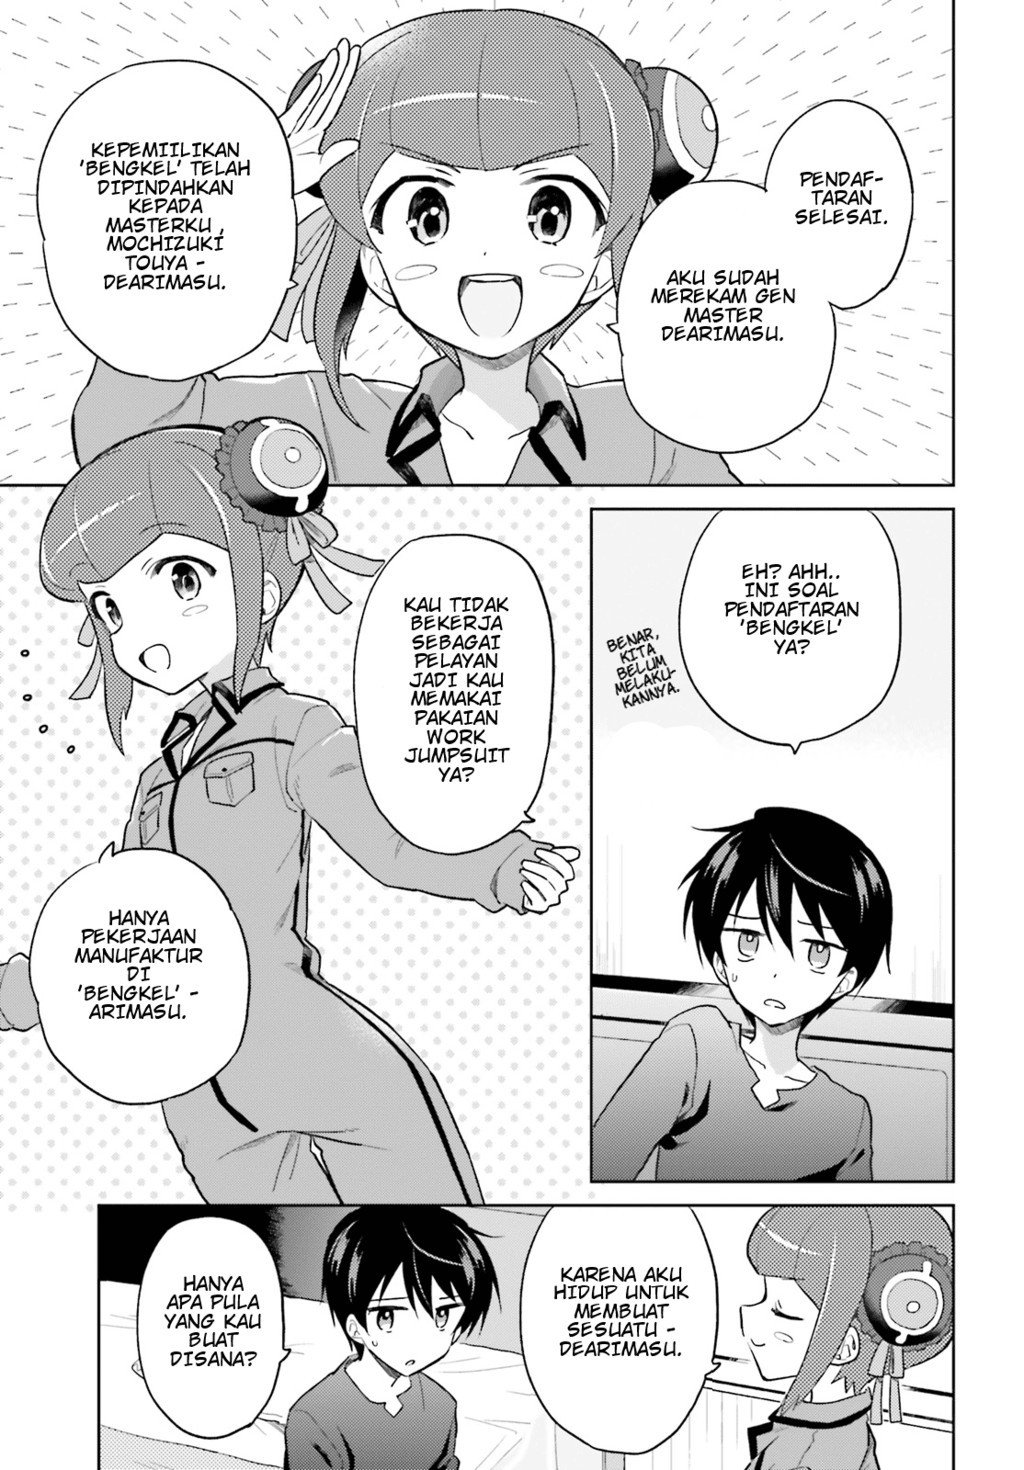 PENDAF-
TARAN
SELESAI.
AKU SUDAH
MEREKAM GEN
MASTER
DEARIMASU.
KEPEMIILIKAN
'BENGKEL' TELAH
DIPINDAHKAN
KEPADA
MASTERKU,
MOCHIZUKI
TOUYA -
DEARIMASU.
EH? AHH..
INI SOAL
PENDAFTARAN
'BENGKEL'
YA?
BENAR,
KITA
BELUM
MELAKU-
KANNYA.
KAU TIDAK
BEKERJA
SEBAGAI
PELAYAN
JADI KAU
MEMAKAI
PAKAIAN
WORK
JUMPSUIT
YA?
HANYA
PEKERJAAN
MANUFAKTUR
DI
'BENGKEL' -
ARIMASU.
KARENA AKU
HIDUP UNTUK
MEMBUAT
SESUATU -
DEARIMASU.
HANYA
APA PULA
YANG KAU
BUAT
DISANA?